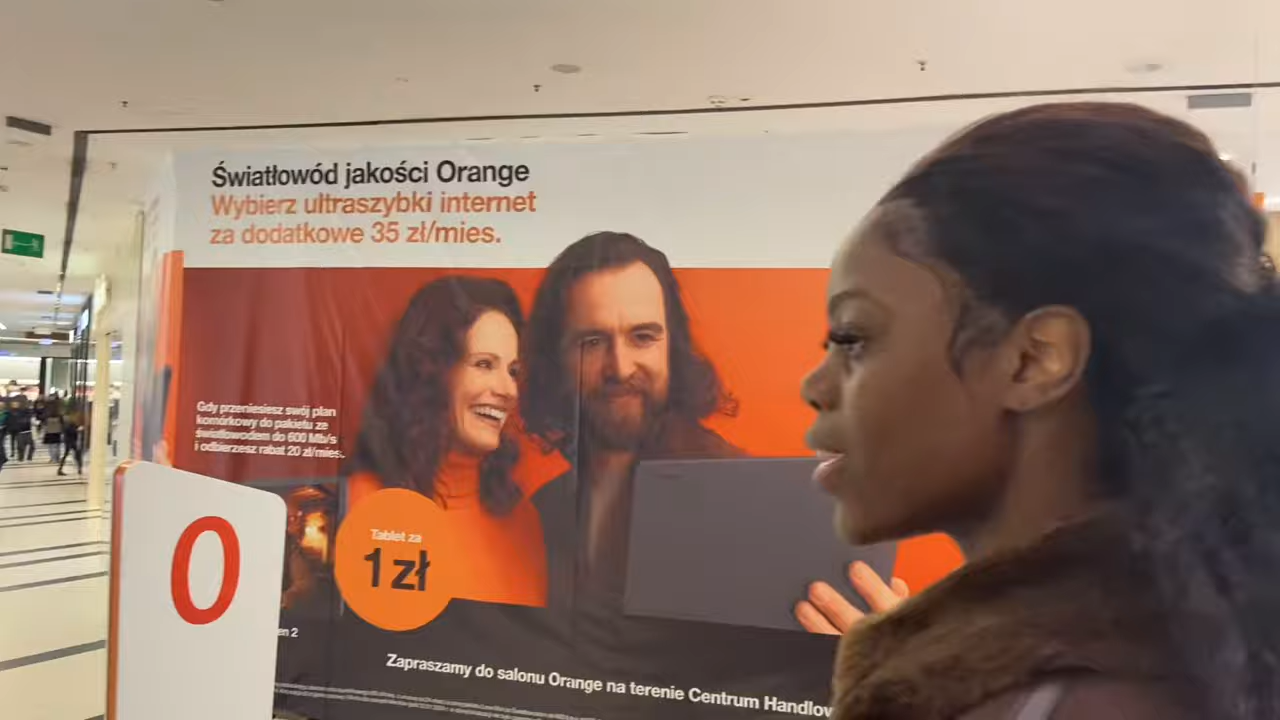 Światłowód jakości Orange
Wybierz ultraszybki internet
za dodatkowe 35 zł/mies.
Gdy przeniesiesz swój plan
komórkowy do pakietu ze
światłowodem do 600 Mb/s
i odbierzesz rabat 20 zł/mies.
Tablet za
1 zł
0
en 2
Zapraszamy do salonu Orange na terenie Centrum Handlow